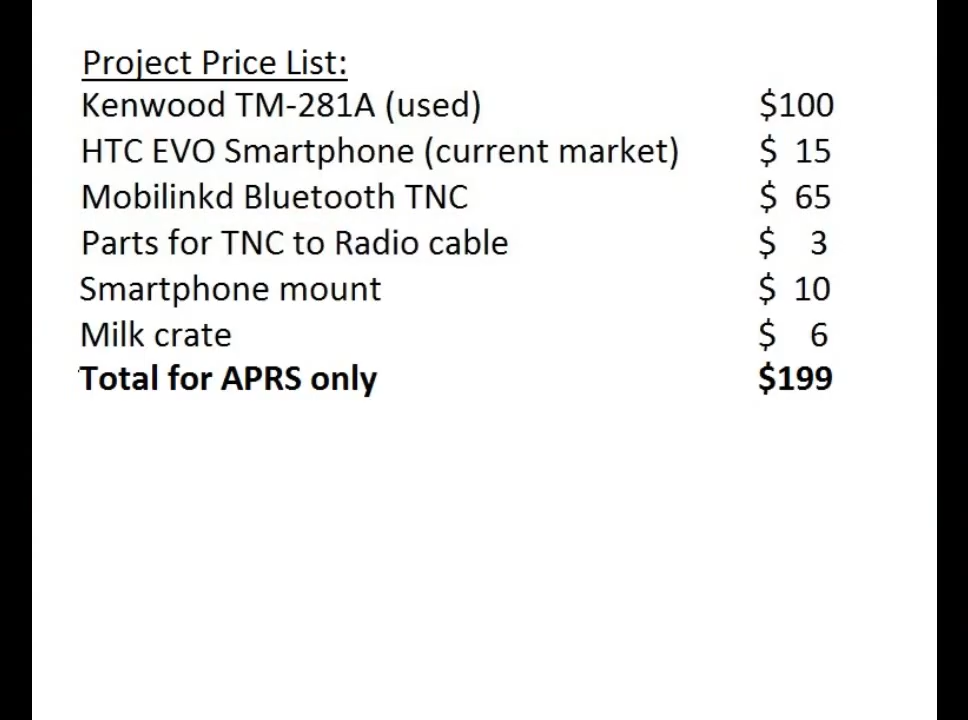 Project Price List:
Kenwood TM-281A (used) $100
HTC EVO Smartphone (current market) $ 15
Mobilinkd Bluetooth TNC $ 65
Parts for TNC to Radio cable $ 3
Smartphone mount $ 10
Milk crate $ 6
Total for APRS only $199